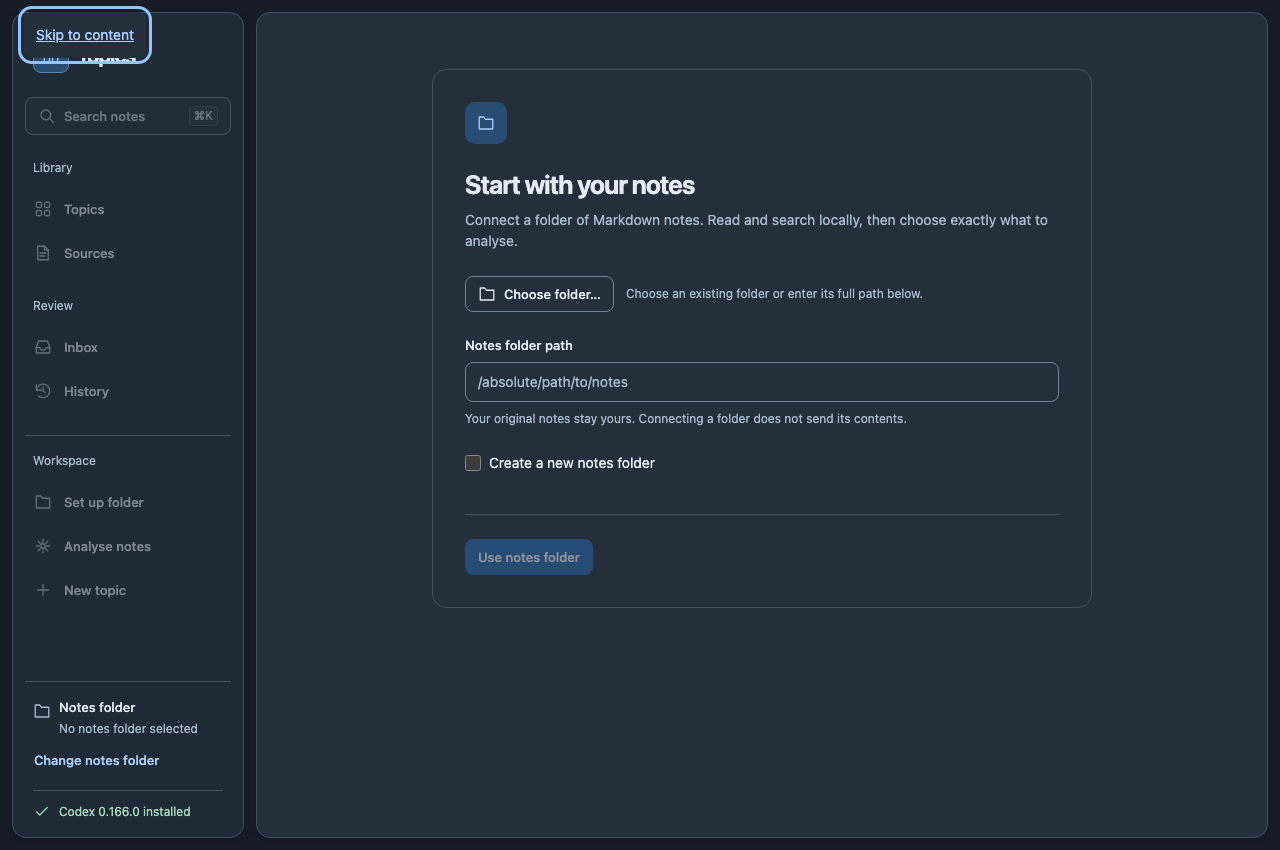 Skip to content
Topics
Search notes ⌘K
Library
Topics
Sources
Review
Inbox
History
Workspace
Set up folder
Analyse notes
New topic
Notes folder
No notes folder selected
Change notes folder
Codex 0.166.0 installed
Start with your notes
Connect a folder of Markdown notes. Read and search locally, then choose exactly what to
analyse.
Choose folder...
Choose an existing folder or enter its full path below.
Notes folder path
/absolute/path/to/notes
Your original notes stay yours. Connecting a folder does not send its contents.
Create a new notes folder
Use notes folder